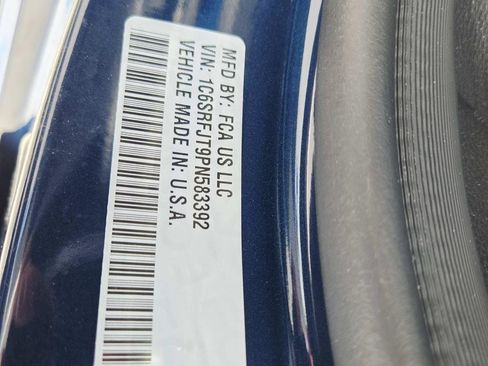 MFD BY: FCA US LLC
VIN: 1C6SRFJT9PN583392
VEHICLE MADE IN: U.S.A.